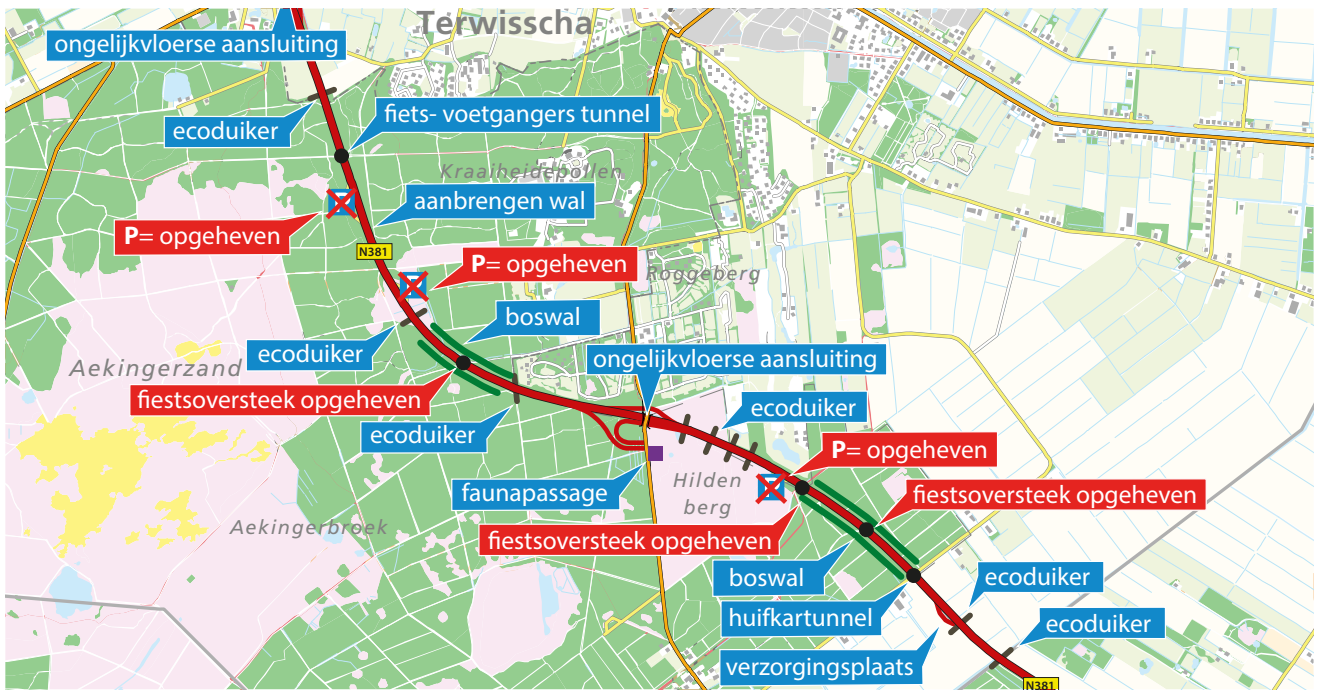 Terwisscha
ongelijkvloerse aansluiting
ecoduiker
fiets- voetgangers tunnel
Kraaiheidepollen
aanbrengen wal
P= opgeheven
N381
P= opgeheven
Roggeberg
boswal
ecoduiker
ongelijkvloerse aansluiting
Aekingerzand
fiestsoversteek opgeheven
ecoduiker
ecoduiker
P= opgeheven
Hilden
berg
faunapassage
fiestsoversteek opgeheven
Aekingerbroek
fiestsoversteek opgeheven
boswal
ecoduiker
huifkartunnel
ecoduiker
verzorgingsplaats
N381